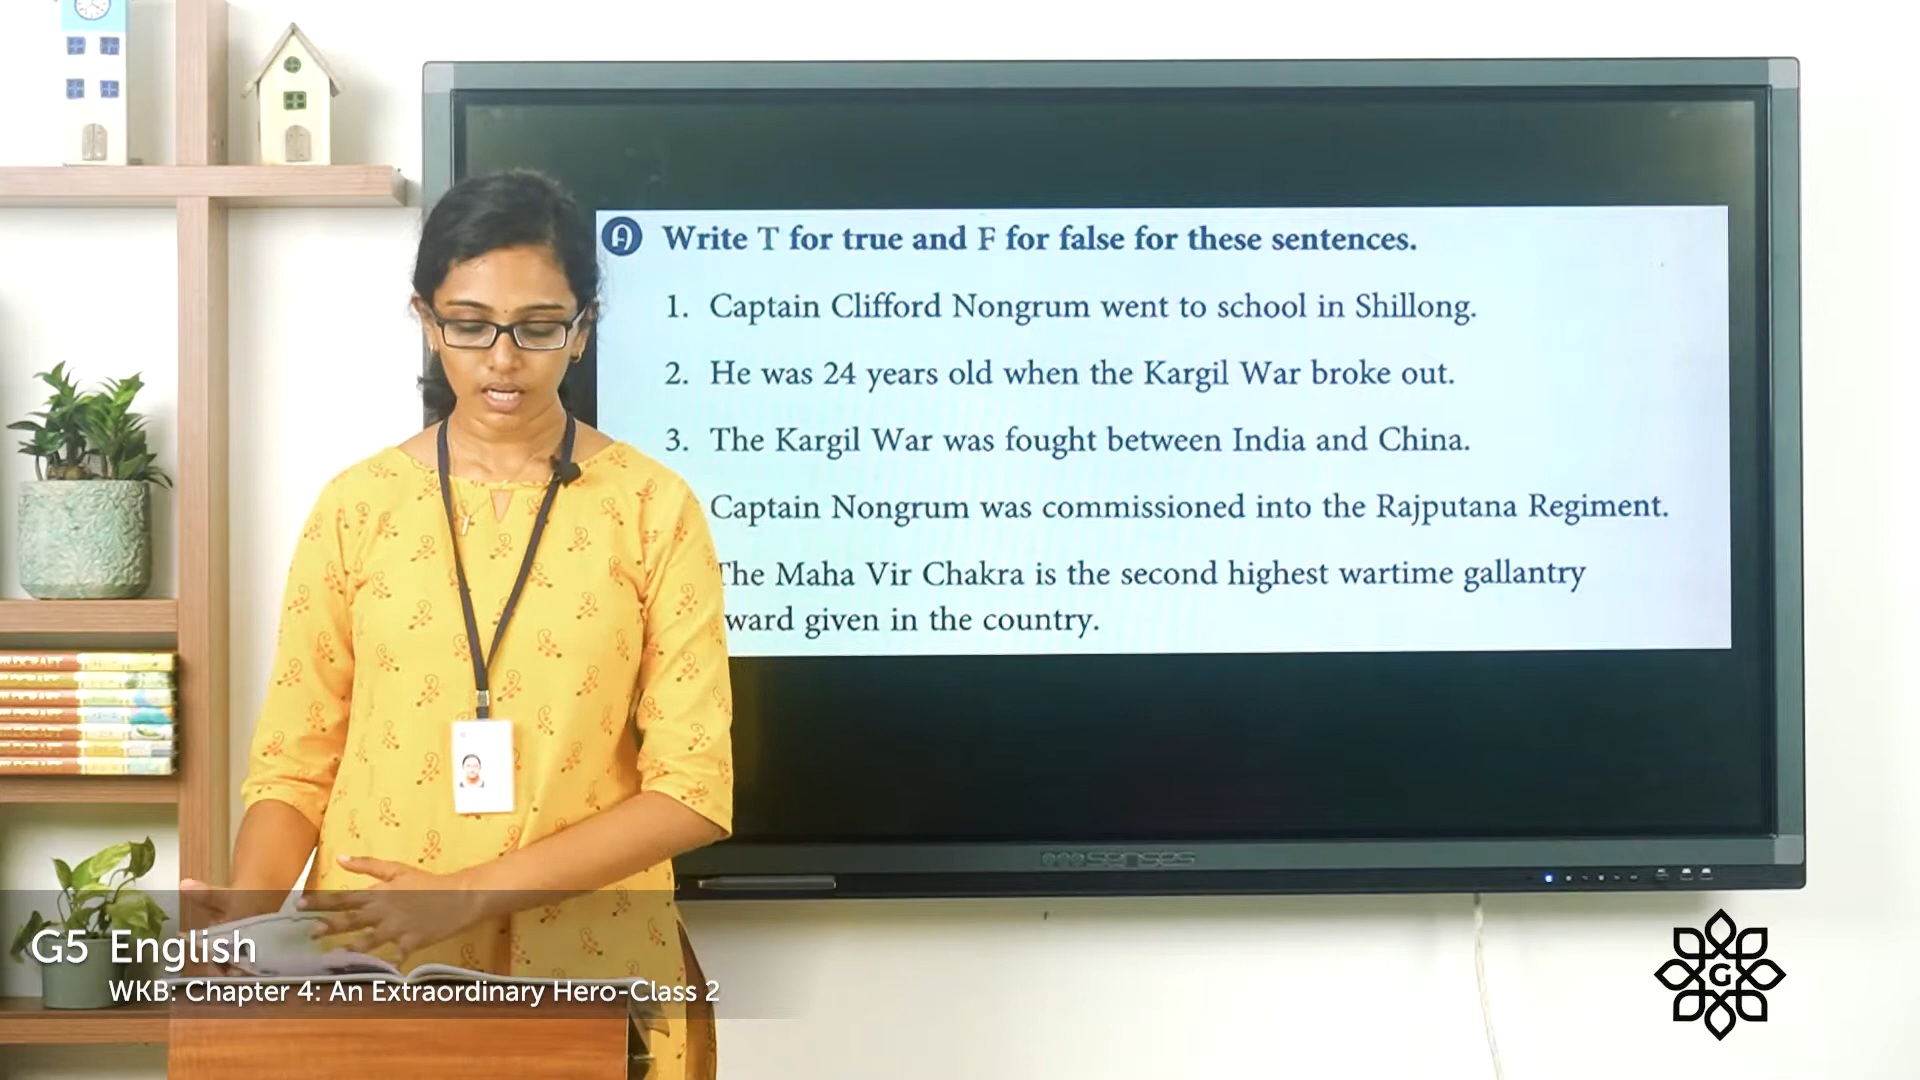 A Write T for true and F for false for these sentences.
1. Captain Clifford Nongrum went to school in Shillong.
2. He was 24 years old when the Kargil War broke out.
3. The Kargil War was fought between India and China.
Captain Nongrum was commissioned into the Rajputana Regiment.
The Maha Vir Chakra is the second highest wartime gallantry
ward given in the country.
G5 English
WKB: Chapter 4: An Extraordinary Hero-Class 2
G